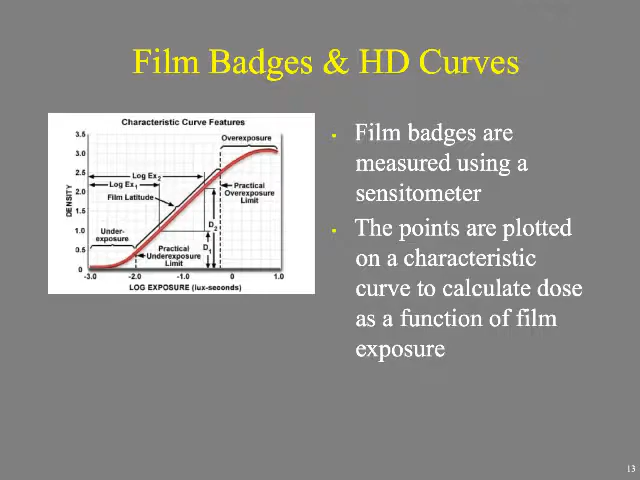 Film Badges & HD Curves
Characteristic Curve Features
3.5
3.0
2.5
2.0
1.5
1.0
0.5
0
DENSITY
Overexposure
Log Ex2
Log Ex1
Film Latitude
Practical
Overexposure
Limit
D2
D1
Under-
exposure
Practical
Underexposure
Limit
-3.0 -2.0 -1.0 0 1.0
LOG EXPOSURE (lux-seconds)
• Film badges are
measured using a
sensitometer
• The points are plotted
on a characteristic
curve to calculate dose
as a function of film
exposure
13